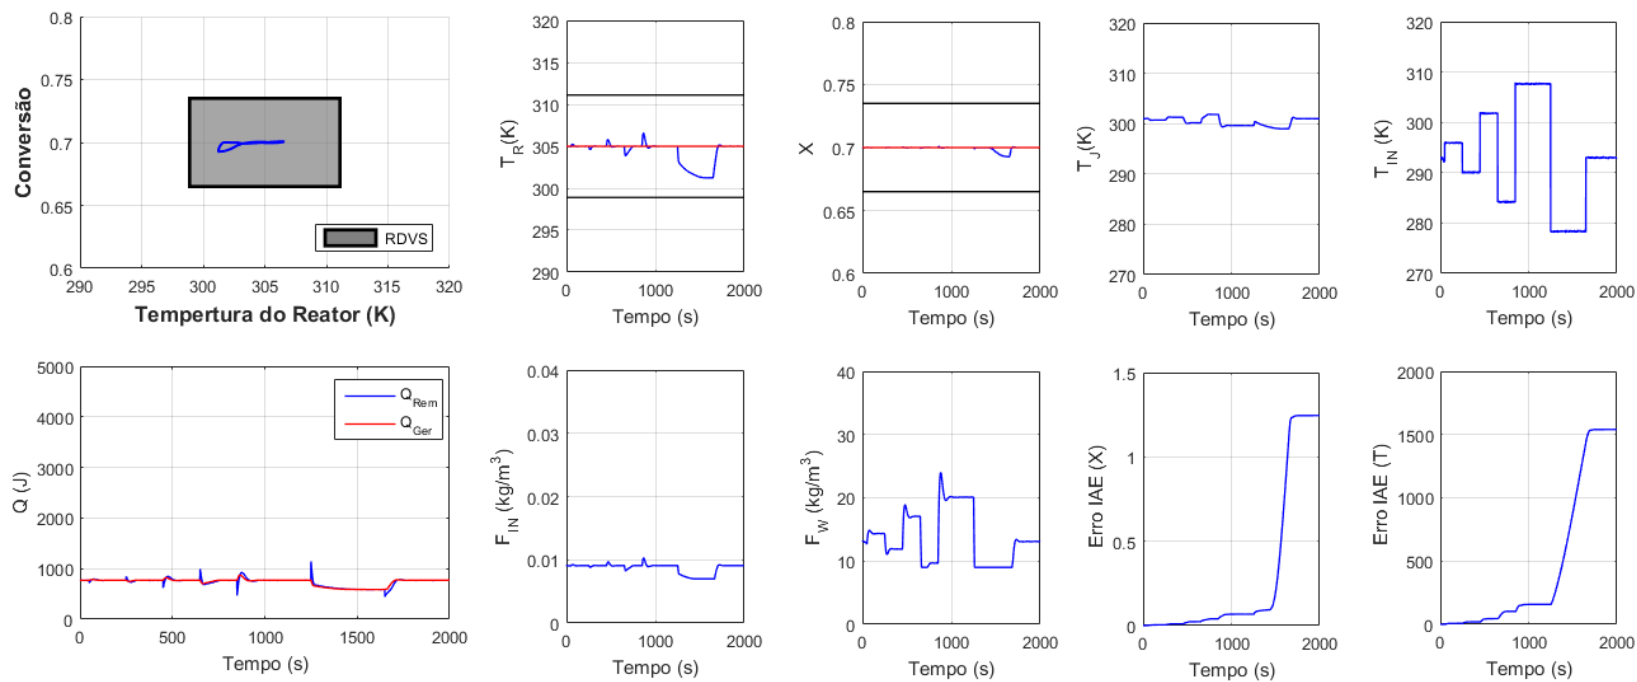 0.8
0.75
0.7
0.65
0.6
Conversão
290 295 300 305 310 315 320
Tempertura do Reator (K)
RDVS
320
315
310
305
300
295
290
T_R(K)
0 1000 2000
Tempo (s)
0.8
0.75
0.7
0.65
0.6
X
0 1000 2000
Tempo (s)
320
310
300
290
280
270
T_J(K)
0 1000 2000
Tempo (s)
320
310
300
290
280
270
T_IN (K)
0 1000 2000
Tempo (s)
5000
4000
3000
2000
1000
0
Q (J)
0 500 1000 1500 2000
Tempo (s)
Q_Rem
Q_Ger
0.04
0.03
0.02
0.01
0
F_IN (kg/m³)
0 1000 2000
Tempo (s)
40
30
20
10
0
F_W (kg/m³)
0 1000 2000
Tempo (s)
1.5
1
0.5
0
Erro IAE (X)
0 1000 2000
Tempo (s)
2000
1500
1000
500
0
Erro IAE (T)
0 1000 2000
Tempo (s)